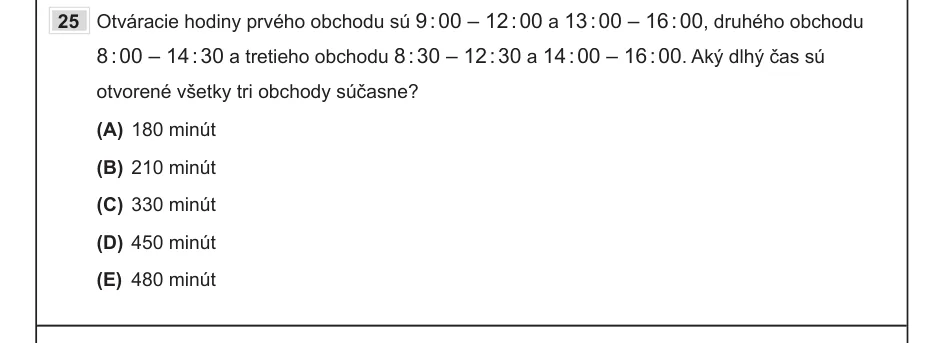 25 Otváracie hodiny prvého obchodu sú 9:00 – 12:00 a 13:00 – 16:00, druhého obchodu
8:00 – 14:30 a tretieho obchodu 8:30 – 12:30 a 14:00 – 16:00. Aký dlhý čas sú
otvorené všetky tri obchody súčasne?
(A) 180 minút
(B) 210 minút
(C) 330 minút
(D) 450 minút
(E) 480 minút